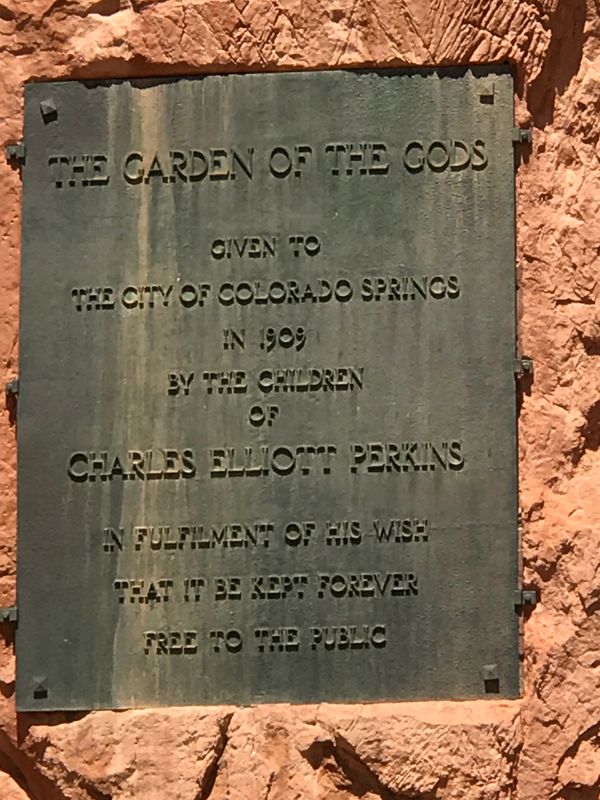 THE GARDEN OF THE GODS
GIVEN TO
THE CITY OF COLORADO SPRINGS
IN 1909
BY THE CHILDREN
OF
CHARLES ELLIOTT PERKINS
IN FULFILMENT OF HIS WISH
THAT IT BE KEPT FOREVER
FREE TO THE PUBLIC